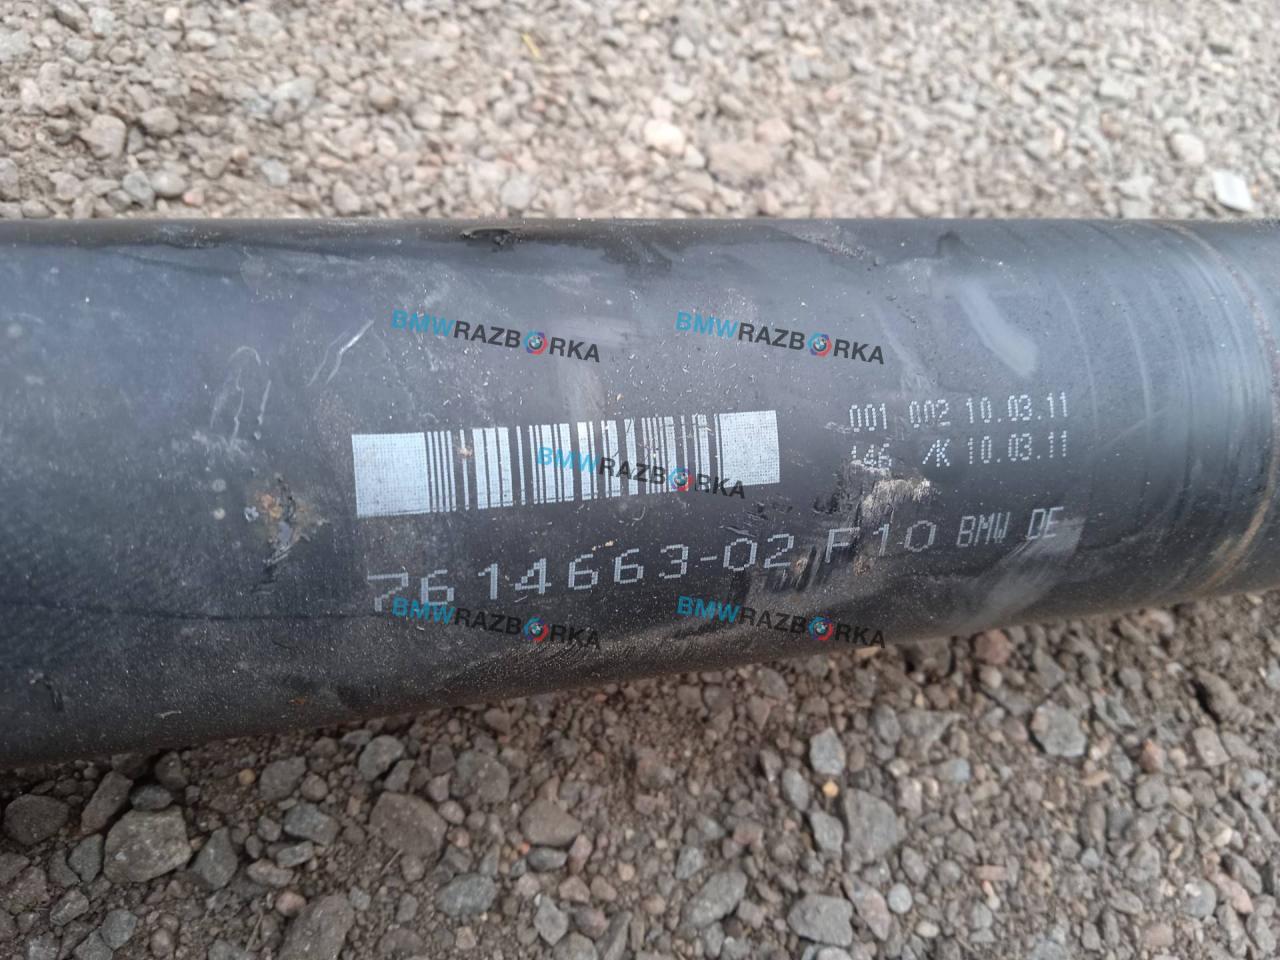 BMWRAZBORKA BMWRAZBORKA
001 002 10.03.11
146 /K 10.03.11
BMWRAZBORKA
7614663-02 F10 BMW DE
BMWRAZBORKA BMWRAZBORKA